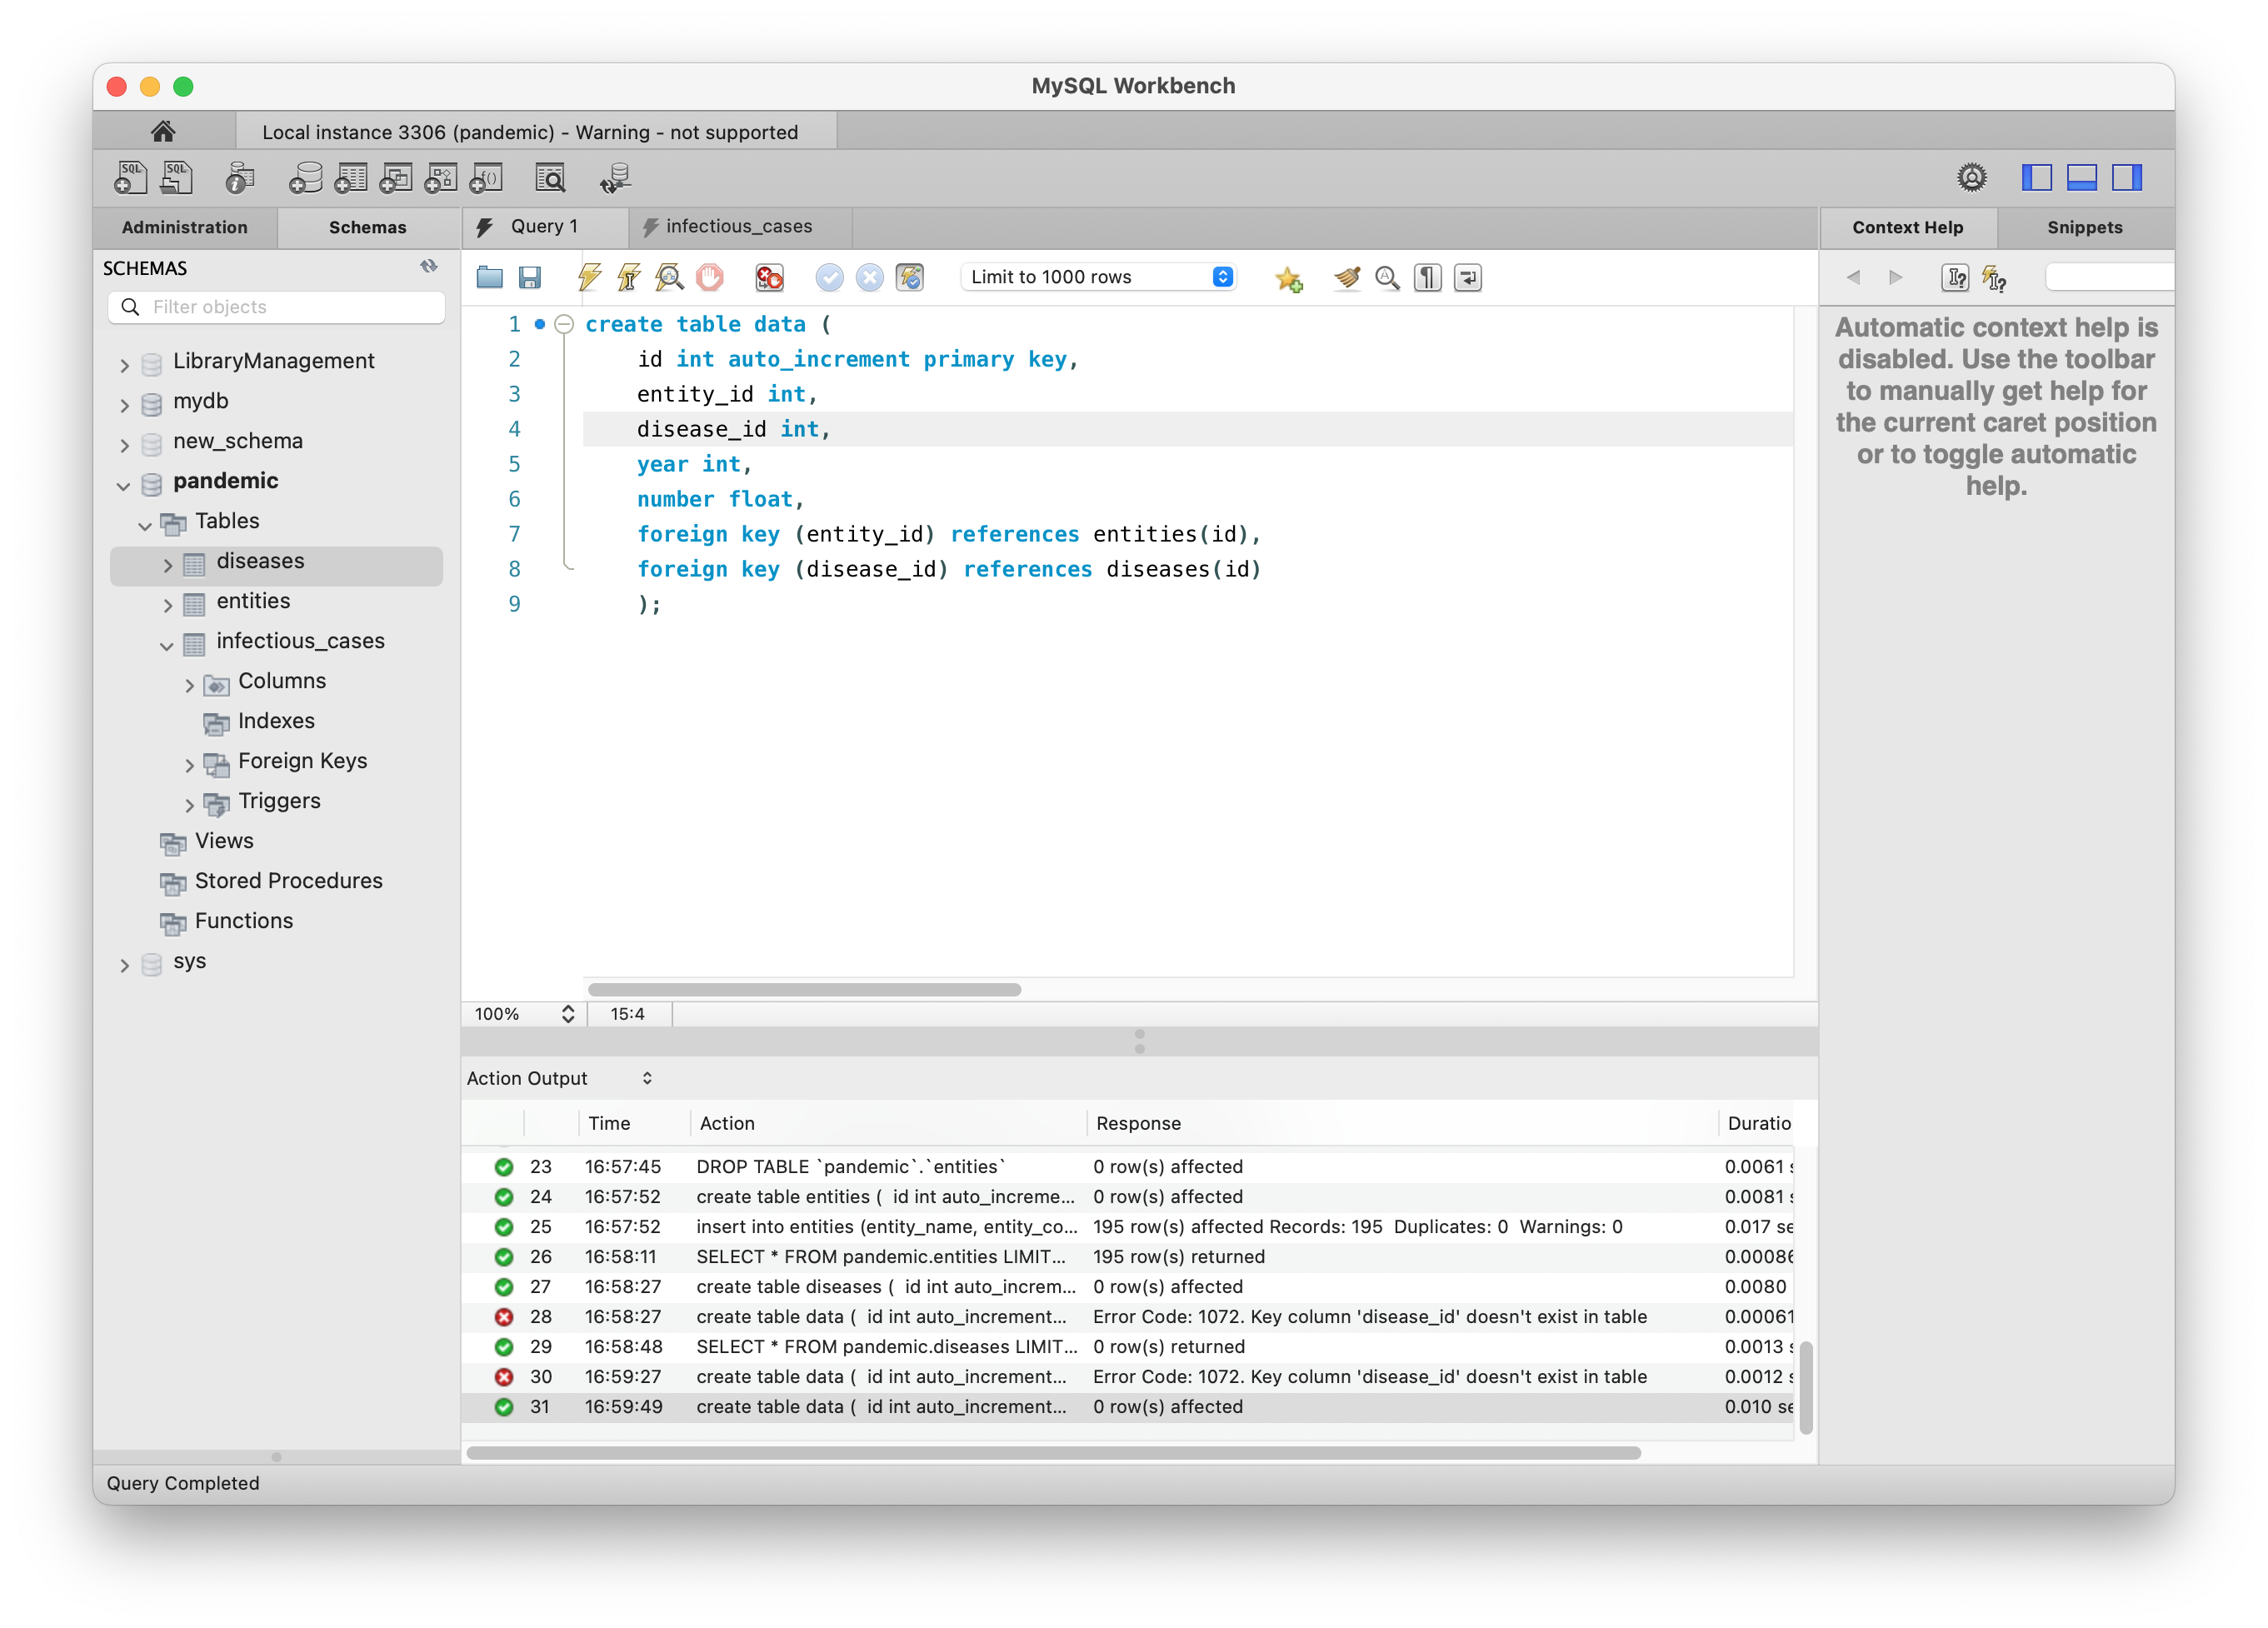 MySQL Workbench
Local instance 3306 (pandemic) - Warning - not supported
SQL SQL
Administration Schemas Query 1 infectious_cases Context Help Snippets
SCHEMAS
Filter objects
LibraryManagement
mydb
new_schema
pandemic
Tables
diseases
entities
infectious_cases
Columns
Indexes
Foreign Keys
Triggers
Views
Stored Procedures
Functions
sys
Limit to 1000 rows
1 create table data (
2 id int auto_increment primary key,
3 entity_id int,
4 disease_id int,
5 year int,
6 number float,
7 foreign key (entity_id) references entities(id),
8 foreign key (disease_id) references diseases(id)
9 );
100% 15:4
Automatic context help is
disabled. Use the toolbar
to manually get help for
the current caret position
or to toggle automatic
help.
Action Output
Time Action Response Duratio
23 16:57:45 DROP TABLE `pandemic`.`entities` 0 row(s) affected 0.0061 s
24 16:57:52 create table entities ( id int auto_increme... 0 row(s) affected 0.0081 s
25 16:57:52 insert into entities (entity_name, entity_co... 195 row(s) affected Records: 195 Duplicates: 0 Warnings: 0 0.017 se
26 16:58:11 SELECT * FROM pandemic.entities LIMIT... 195 row(s) returned 0.00086
27 16:58:27 create table diseases ( id int auto_increm... 0 row(s) affected 0.0080
28 16:58:27 create table data ( id int auto_increment... Error Code: 1072. Key column 'disease_id' doesn't exist in table 0.00061
29 16:58:48 SELECT * FROM pandemic.diseases LIMIT... 0 row(s) returned 0.0013 s
30 16:59:27 create table data ( id int auto_increment... Error Code: 1072. Key column 'disease_id' doesn't exist in table 0.0012 s
31 16:59:49 create table data ( id int auto_increment... 0 row(s) affected 0.010 se
Query Completed